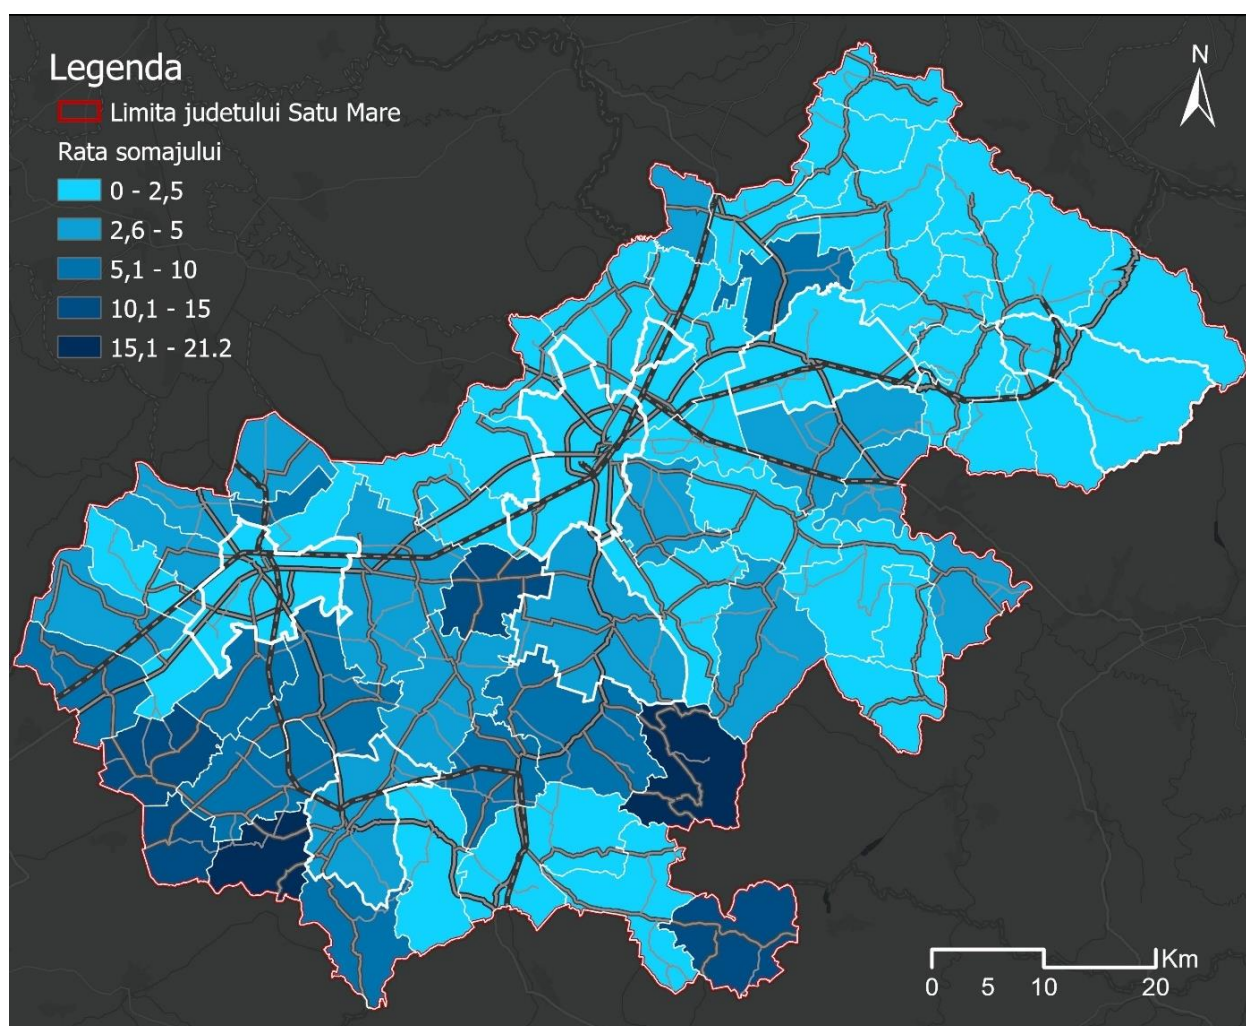 Legenda
Limita judetului Satu Mare
Rata somajului
0 - 2,5
2,6 - 5
5,1 - 10
10,1 - 15
15,1 - 21.2
N
Km
0 5 10 20